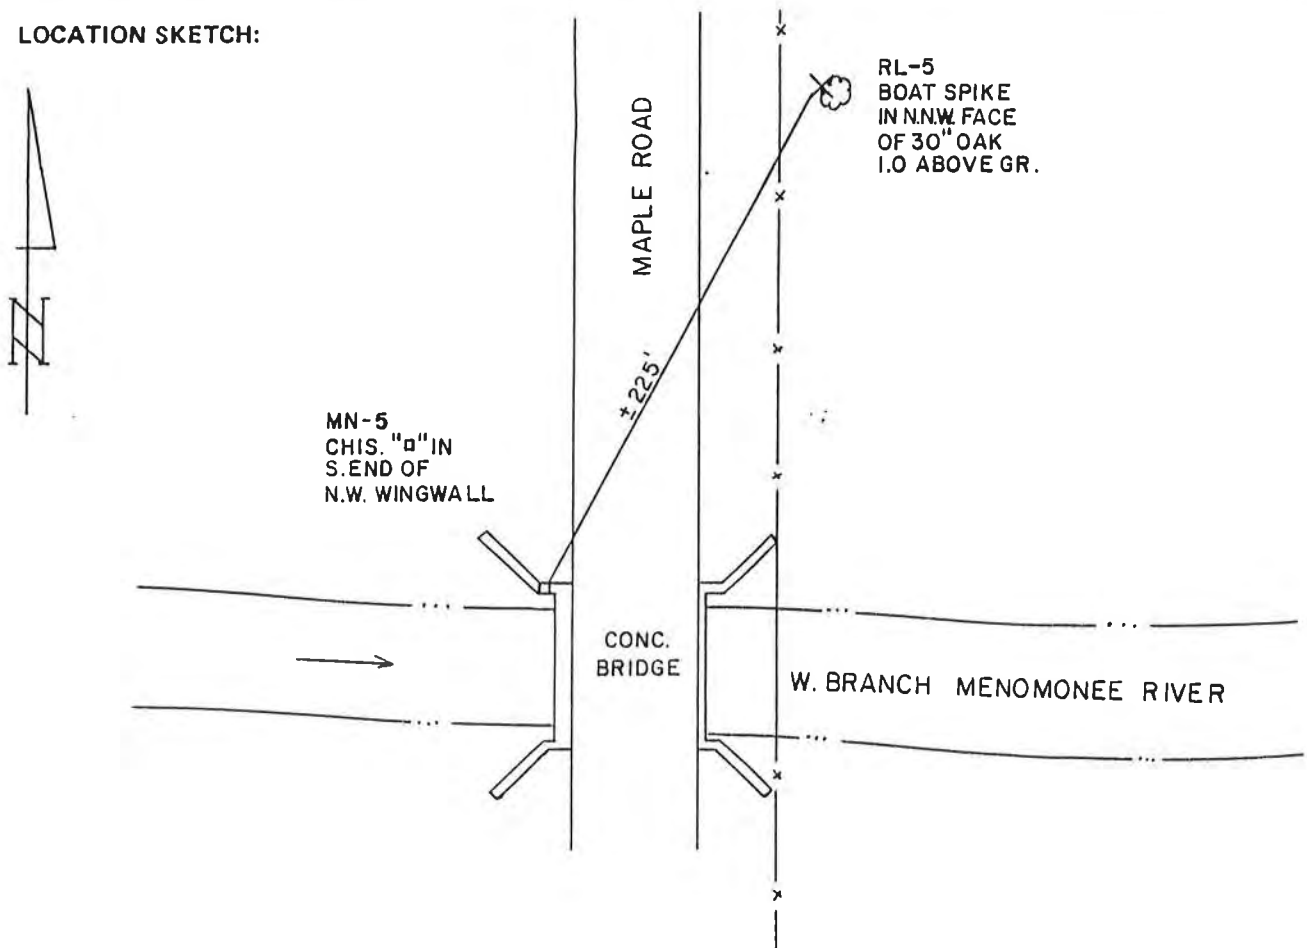 LOCATION SKETCH:
RL-5
BOAT SPIKE
IN N.N.W. FACE
OF 30" OAK
1.0 ABOVE GR.
MAPLE ROAD
N
±225'
MN-5
CHIS. "□" IN
S. END OF
N.W. WINGWALL
CONC.
BRIDGE
W. BRANCH MENOMONEE RIVER